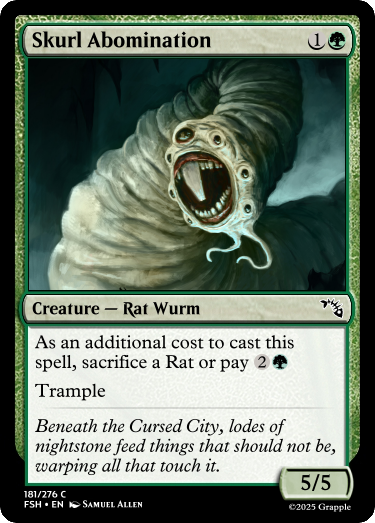 Skurl Abomination 1
Creature — Rat Wurm
As an additional cost to cast this
spell, sacrifice a Rat or pay 2
Trample
Beneath the Cursed City, lodes of
nightstone feed things that should not be,
warping all that touch it.
5/5
181/276 C
FSH • EN Samuel Allen
©2025 Grapple